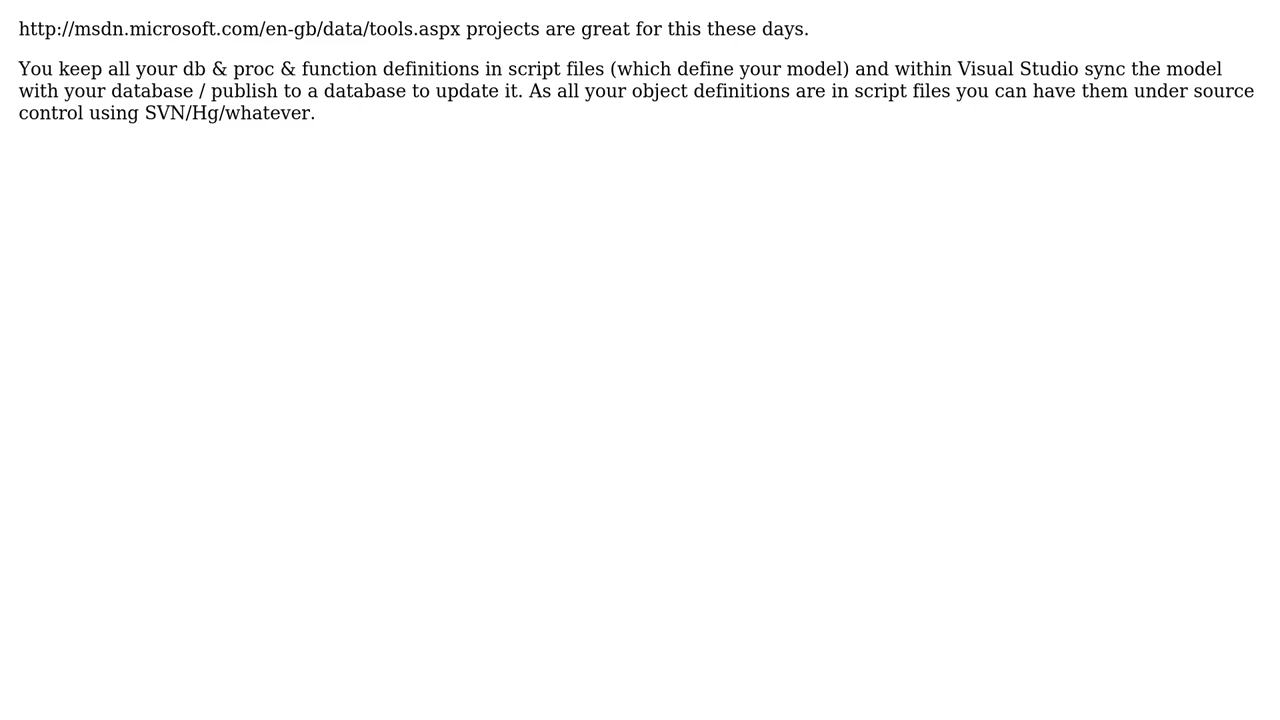 http://msdn.microsoft.com/en-gb/data/tools.aspx projects are great for this these days.
You keep all your db & proc & function definitions in script files (which define your model) and within Visual Studio sync the model
with your database / publish to a database to update it. As all your object definitions are in script files you can have them under source
control using SVN/Hg/whatever.